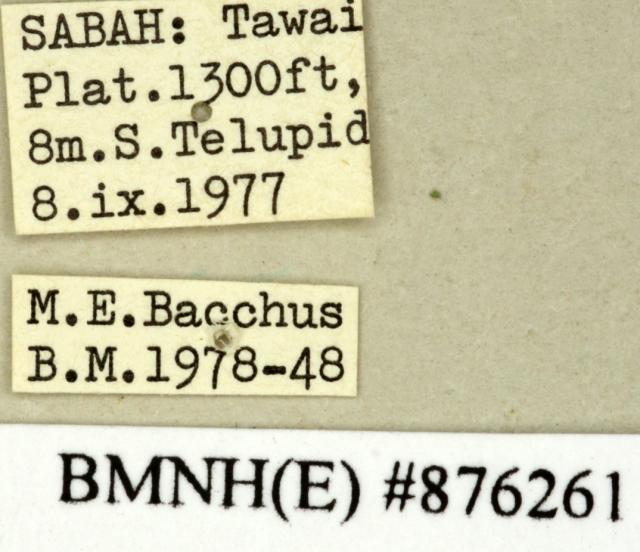 SABAH: Tawai
Plat.1300ft,
8m.S.Telupid
8.ix.1977
M.E.Bacchus
B.M.1978-48
BMNH(E) #876261